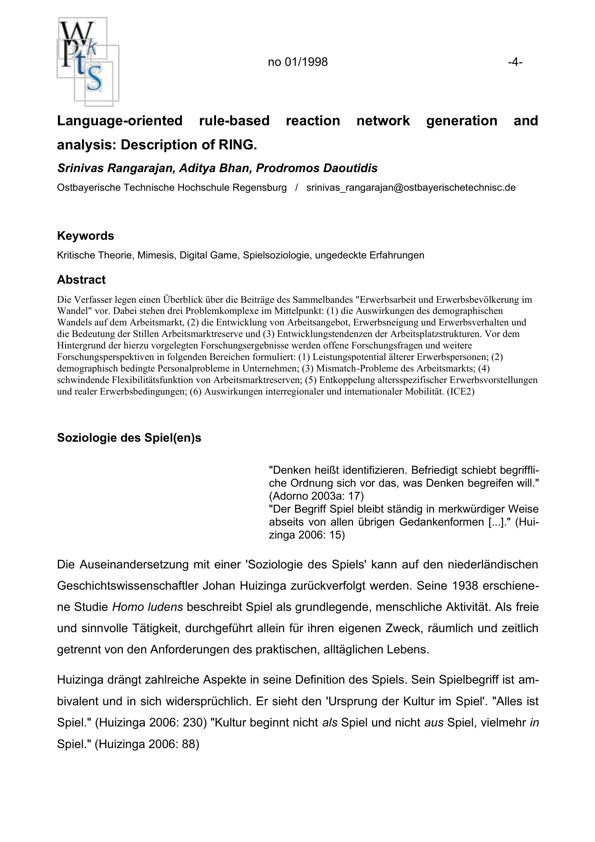 W
P k
t s
S
no 01/1998 -4-
Language-oriented rule-based reaction network generation and
analysis: Description of RING.
Srinivas Rangarajan, Aditya Bhan, Prodromos Daoutidis
Ostbayerische Technische Hochschule Regensburg / srinivas_rangarajan@ostbayerischetechnisc.de
Keywords
Kritische Theorie, Mimesis, Digital Game, Spielsoziologie, ungedeckte Erfahrungen
Abstract
Die Verfasser legen einen Überblick über die Beiträge des Sammelbandes "Erwerbsarbeit und Erwerbsbevölkerung im
Wandel" vor. Dabei stehen drei Problemkomplexe im Mittelpunkt: (1) die Auswirkungen des demographischen
Wandels auf dem Arbeitsmarkt, (2) die Entwicklung von Arbeitsangebot, Erwerbsneigung und Erwerbsverhalten und
die Bedeutung der Stillen Arbeitsmarktreserve und (3) Entwicklungstendenzen der Arbeitsplatzstrukturen. Vor dem
Hintergrund der hierzu vorgelegten Forschungsergebnisse werden offene Forschungsfragen und weitere
Forschungsperspektiven in folgenden Bereichen formuliert: (1) Leistungspotential älterer Erwerbspersonen; (2)
demographisch bedingte Personalprobleme in Unternehmen; (3) Mismatch-Probleme des Arbeitsmarkts; (4)
schwindende Flexibilitätsfunktion von Arbeitsmarktreserven; (5) Entkoppelung altersspezifischer Erwerbsvorstellungen
und realer Erwerbsbedingungen; (6) Auswirkungen interregionaler und internationaler Mobilität. (ICE2)
Soziologie des Spiel(en)s
"Denken heißt identifizieren. Befriedigt schiebt begriffli-
che Ordnung sich vor das, was Denken begreifen will."
(Adorno 2003a: 17)
"Der Begriff Spiel bleibt ständig in merkwürdiger Weise
abseits von allen übrigen Gedankenformen [...]." (Hui-
zinga 2006: 15)
Die Auseinandersetzung mit einer 'Soziologie des Spiels' kann auf den niederländischen
Geschichtswissenschaftler Johan Huizinga zurückverfolgt werden. Seine 1938 erschiene-
ne Studie Homo ludens beschreibt Spiel als grundlegende, menschliche Aktivität. Als freie
und sinnvolle Tätigkeit, durchgeführt allein für ihren eigenen Zweck, räumlich und zeitlich
getrennt von den Anforderungen des praktischen, alltäglichen Lebens.
Huizinga drängt zahlreiche Aspekte in seine Definition des Spiels. Sein Spielbegriff ist am-
bivalent und in sich widersprüchlich. Er sieht den 'Ursprung der Kultur im Spiel'. "Alles ist
Spiel." (Huizinga 2006: 230) "Kultur beginnt nicht als Spiel und nicht aus Spiel, vielmehr in
Spiel." (Huizinga 2006: 88)